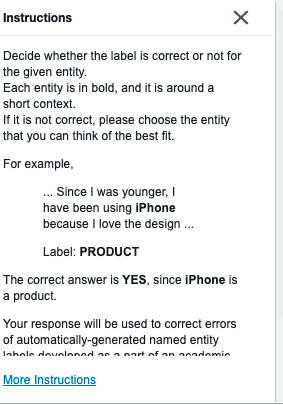 Instructions
Decide whether the label is correct or not for
the given entity.
Each entity is in bold, and it is around a
short context.
If it is not correct, please choose the entity
that you can think of the best fit.
For example,
... Since I was younger, I
have been using iPhone
because I love the design ...
Label: PRODUCT
The correct answer is YES, since iPhone is
a product.
Your response will be used to correct errors
of automatically-generated named entity
labels developed as a part of an academic
More Instructions